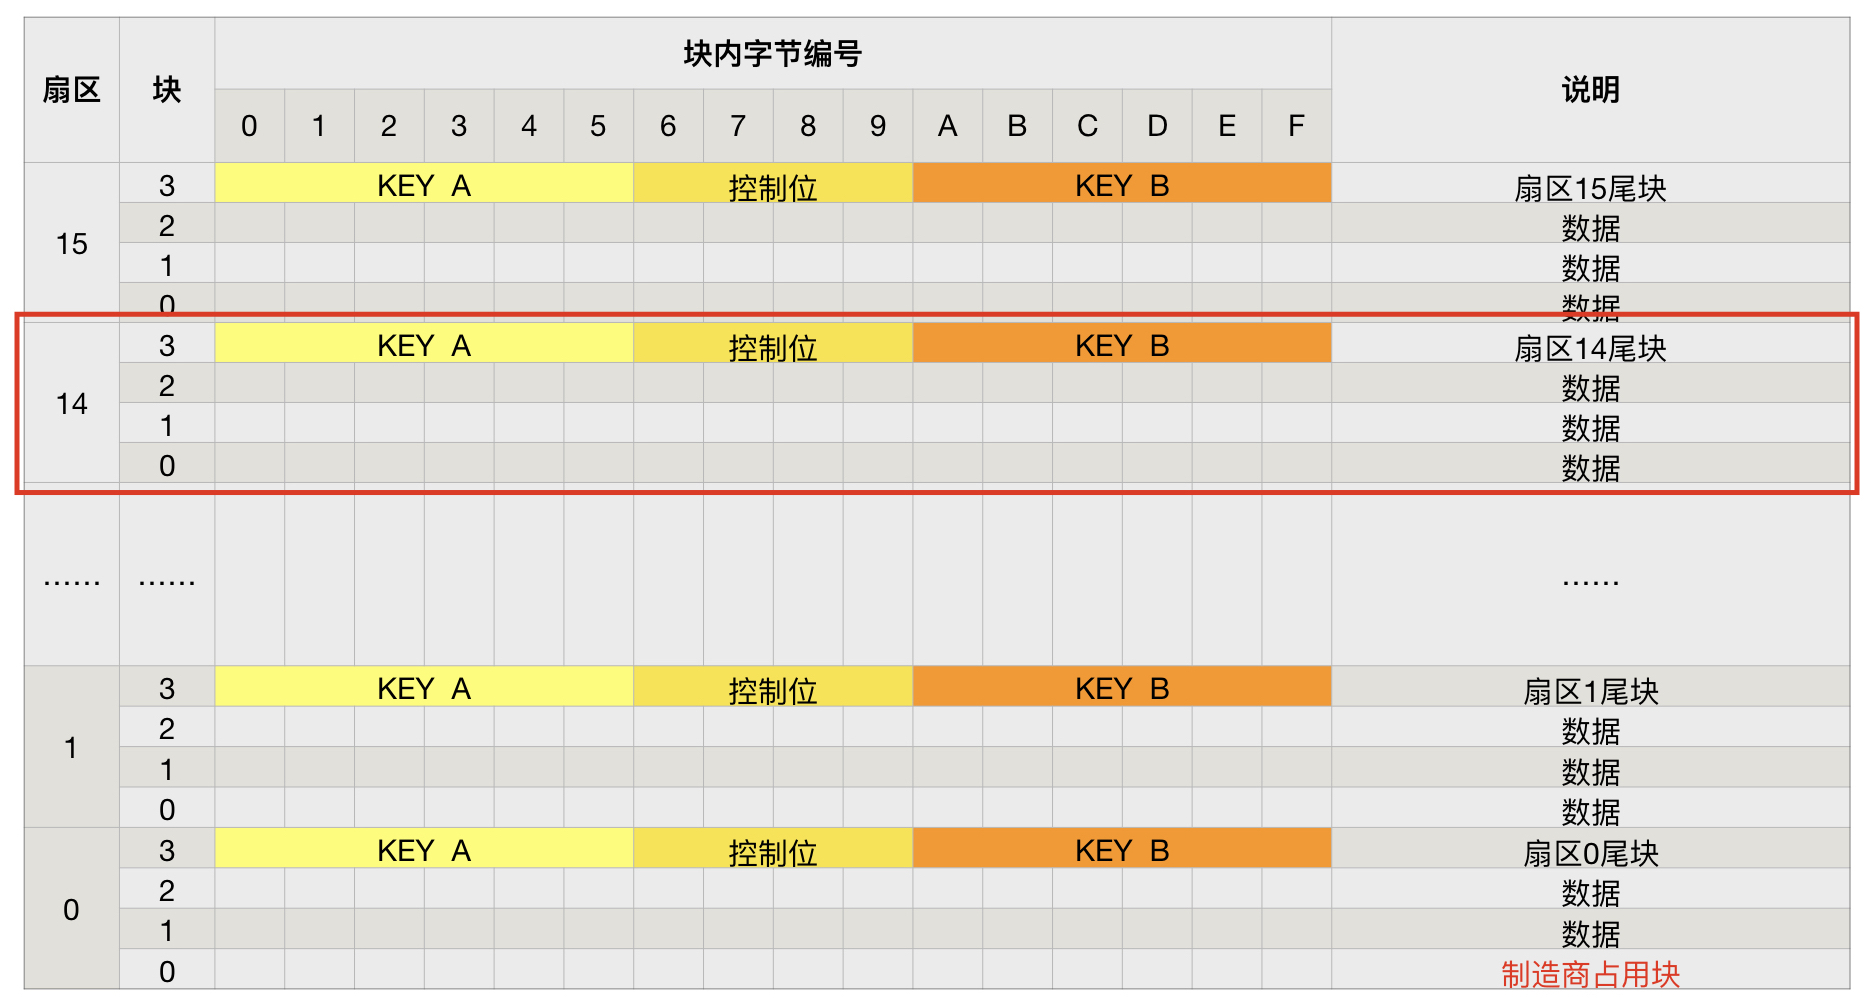 扇区 块 块内字节编号 说明
0 1 2 3 4 5 6 7 8 9 A B C D E F
15
3 KEY A 控制位 KEY B 扇区15尾块
2 数据
1 数据
0 数据
14
3 KEY A 控制位 KEY B 扇区14尾块
2 数据
1 数据
0 数据
…… …… ……
1
3 KEY A 控制位 KEY B 扇区1尾块
2 数据
1 数据
0 数据
0
3 KEY A 控制位 KEY B 扇区0尾块
2 数据
1 数据
0 制造商占用块